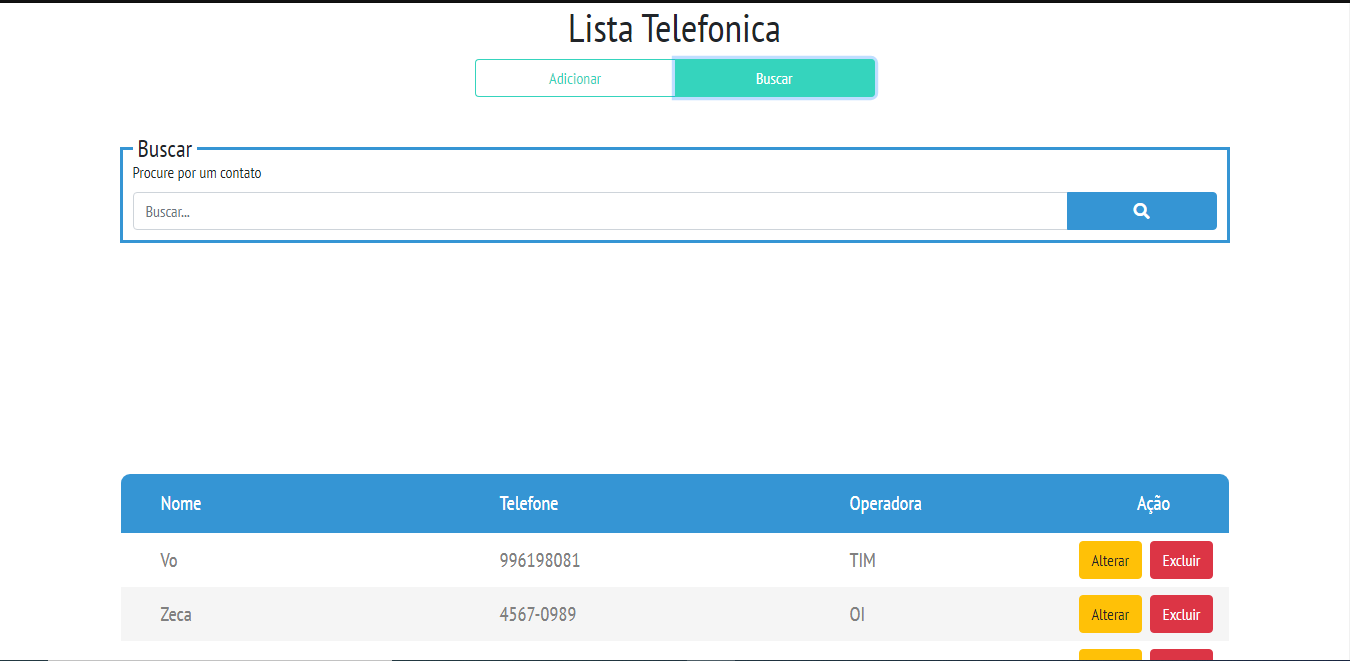 Lista Telefonica
Adicionar Buscar
Buscar
Procure por um contato
Buscar...
Nome Telefone Operadora Ação
Vo 996198081 TIM Alterar Excluir
Zeca 4567-0989 OI Alterar Excluir